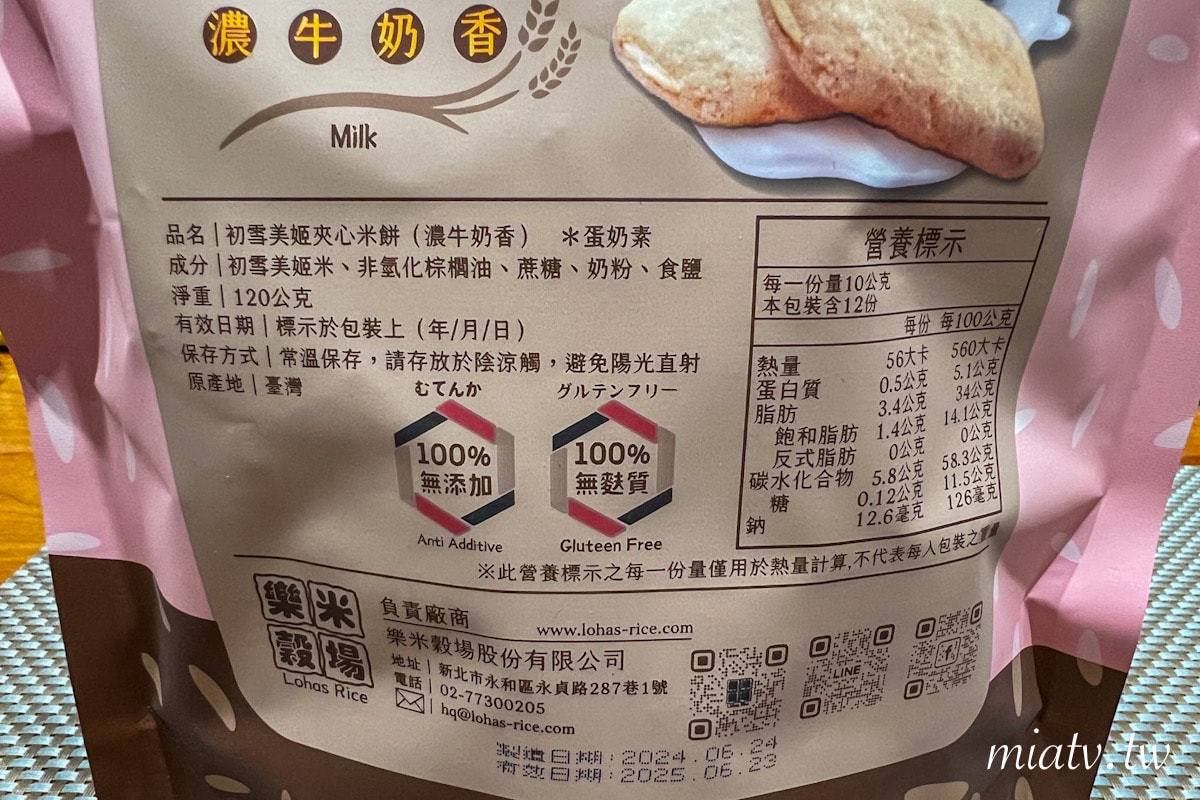 濃牛奶香
Milk
品名｜初雪美姬夾心米餅（濃牛奶香） ＊蛋奶素
成分｜初雪美姬米、非氫化棕櫚油、蔗糖、奶粉、食鹽
淨重｜120公克
有效日期｜標示於包裝上（年/月/日）
保存方式｜常溫保存，請存放於陰涼觸，避免陽光直射
原產地｜臺灣
むてんか
100%
無添加
Anti Additive
グルテンフリー
100%
無麩質
Gluteen Free
營養標示
每一份量10公克
本包裝含12份
每份 每100公克
熱量 56大卡 560大卡
蛋白質 0.5公克 5.1公克
脂肪 3.4公克 34公克
飽和脂肪 1.4公克 14.1公克
反式脂肪 0公克 0公克
碳水化合物 5.8公克 58.3公克
糖 0.12公克 11.5公克
鈉 12.6毫克 126毫克
※此營養標示之每一份量僅用於熱量計算,不代表每入包裝之重量
樂米穀場
Lohas Rice
負責廠商 www.lohas-rice.com
樂米穀場股份有限公司
地址｜新北市永和區永貞路287巷1號
電話｜02-77300205
hq@lohas-rice.com
LINE
f
製造日期:2024.06.24
有效日期:2025.06.23
miatv.tw